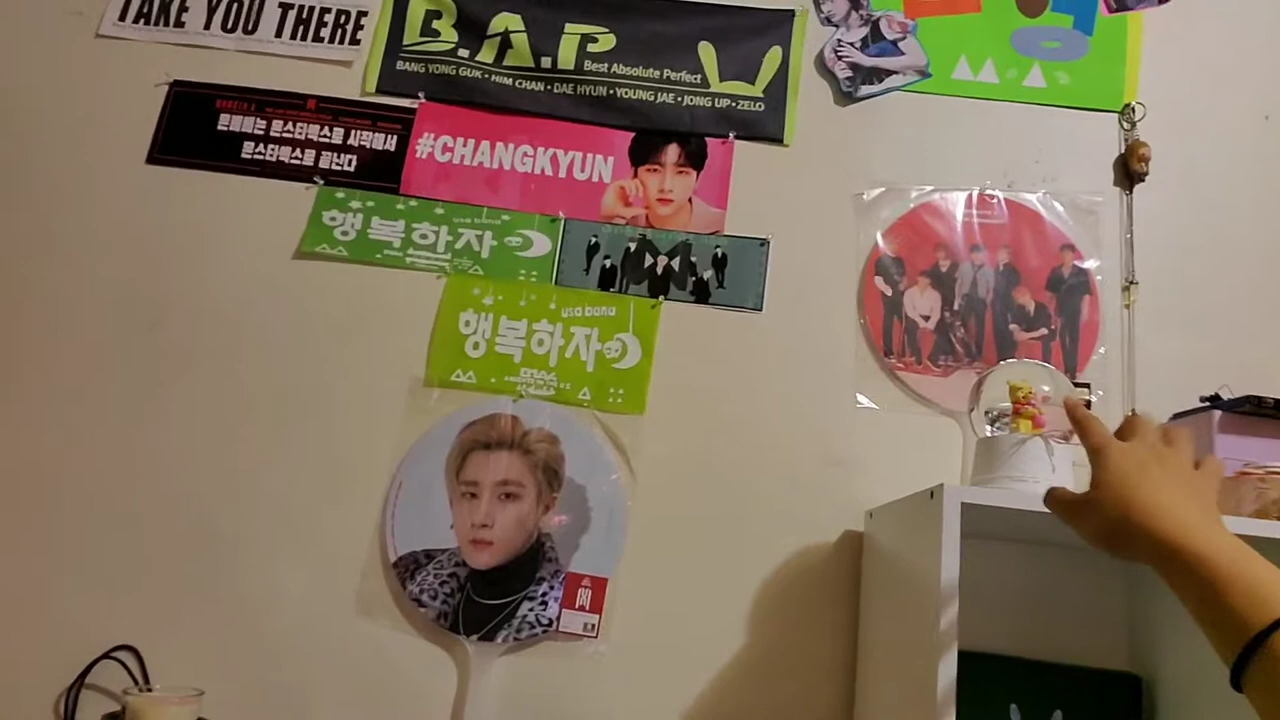 TAKE YOU THERE
B.A.P Best Absolute Perfect
BANG YONG GUK • HIM CHAN • DAE HYUN • YOUNG JAE • JONG UP • ZELO
몬베베는 몬스타엑스로 시작해서
몬스타엑스로 끝난다
#CHANGKYUN
usa bana
행복하자
usa bana
행복하자